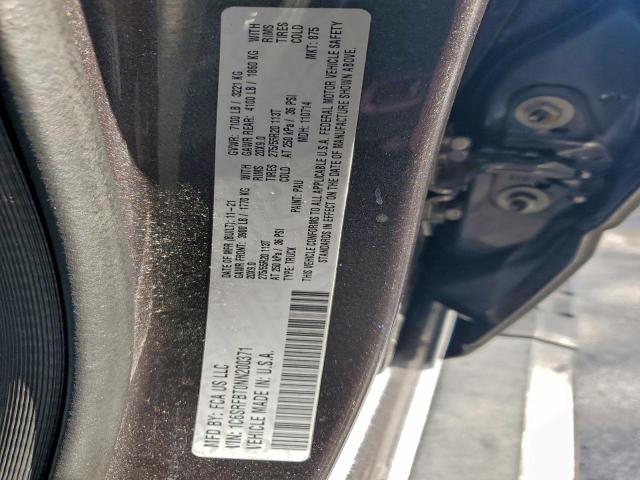 MFD BY: FCA US LLC
DATE OF MFR (BUILT): 11-21
GVWR: 7100 LB / 3221 KG
GAWR FRONT: 3900 LB / 1770 KG
GAWR REAR: 4100 LB / 1860 KG
WITH
20X9.0
RIMS
20X9.0
RIMS
275/55R20 113T
TIRES
275/55R20 113T
TIRES
AT 250 kPa / 36 PSI
COLD
AT 250 kPa / 36 PSI
COLD
TYPE: TRUCK
PAINT: PAU
MDH: 110714
MKT: 875
THIS VEHICLE CONFORMS TO ALL APPLICABLE U.S.A. FEDERAL MOTOR VEHICLE SAFETY
STANDARDS IN EFFECT ON THE DATE OF MANUFACTURE SHOWN ABOVE.
VIN: 1C6SRFBT0NN200371
VEHICLE MADE IN: U.S.A.